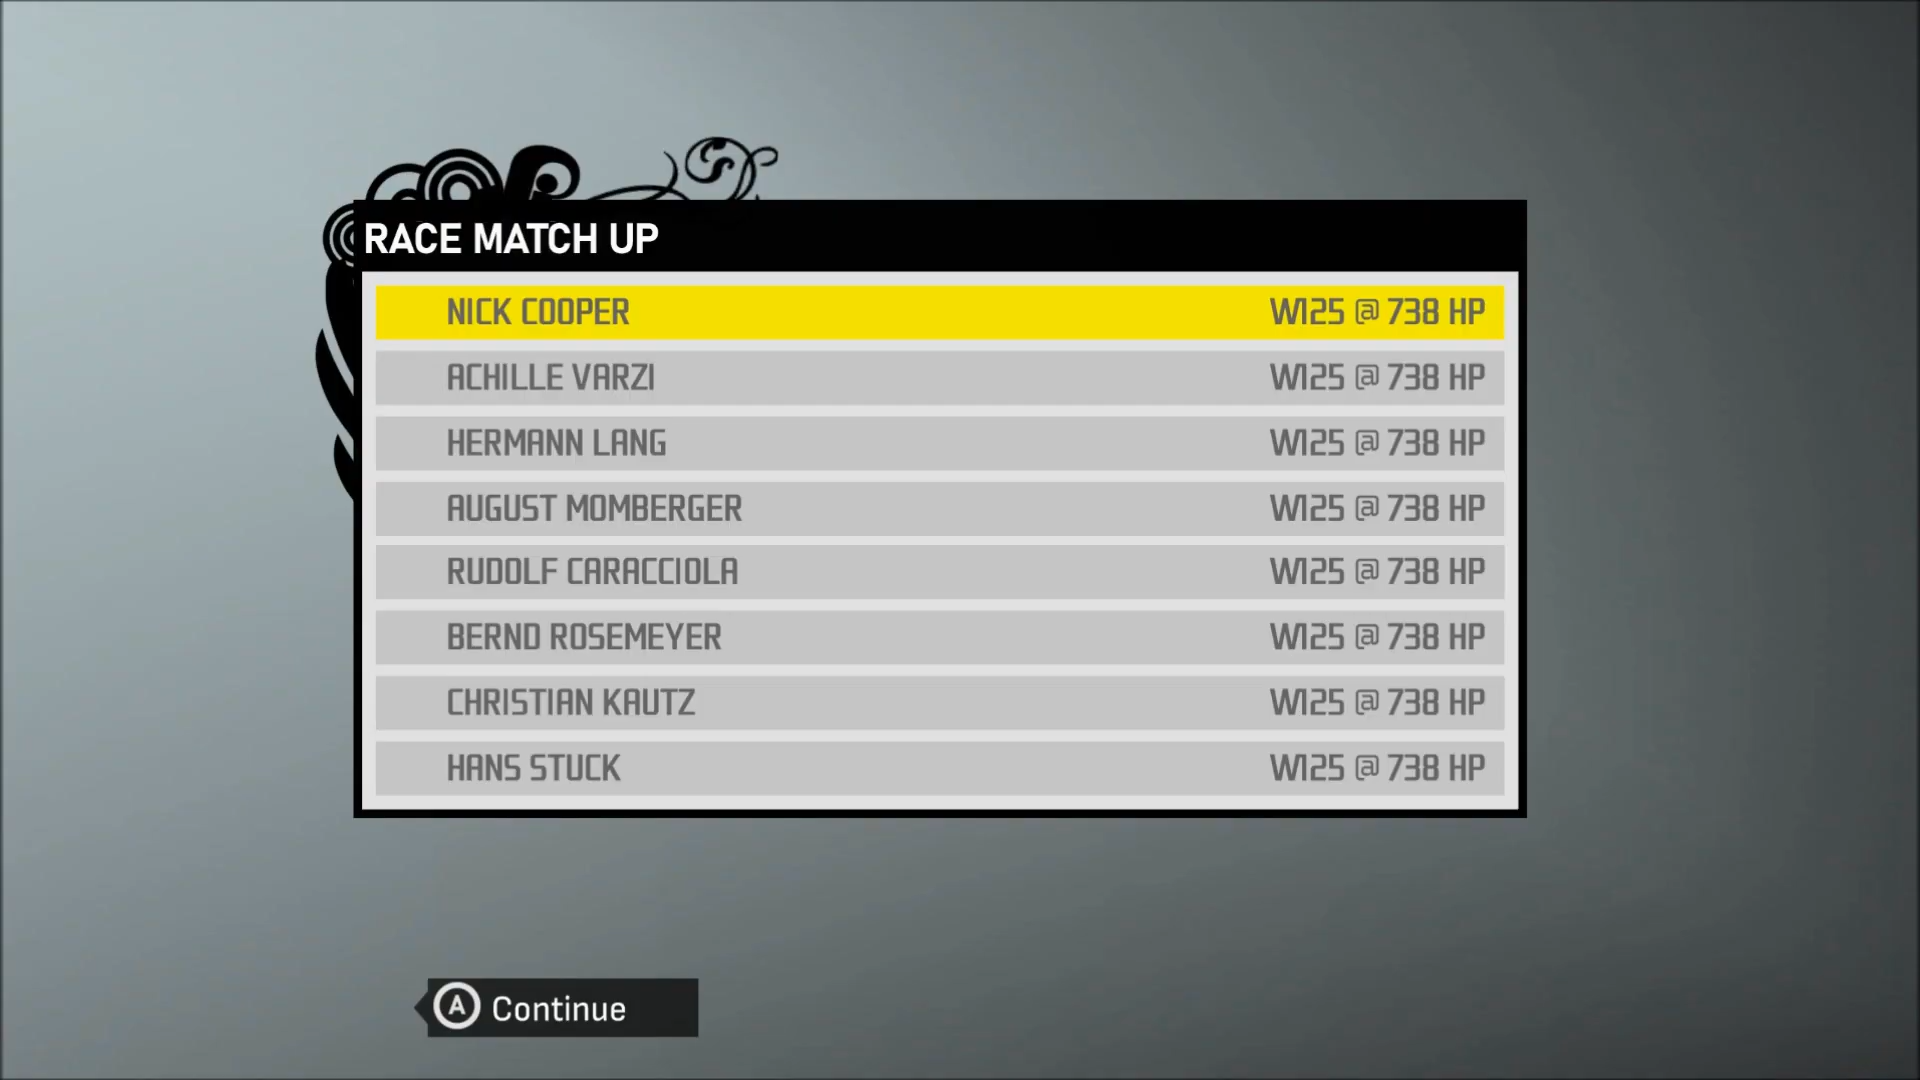 RACE MATCH UP
NICK COOPER W125 @ 738 HP
ACHILLE VARZI W125 @ 738 HP
HERMANN LANG W125 @ 738 HP
AUGUST MOMBERGER W125 @ 738 HP
RUDOLF CARACCIOLA W125 @ 738 HP
BERND ROSEMEYER W125 @ 738 HP
CHRISTIAN KAUTZ W125 @ 738 HP
HANS STUCK W125 @ 738 HP
A Continue